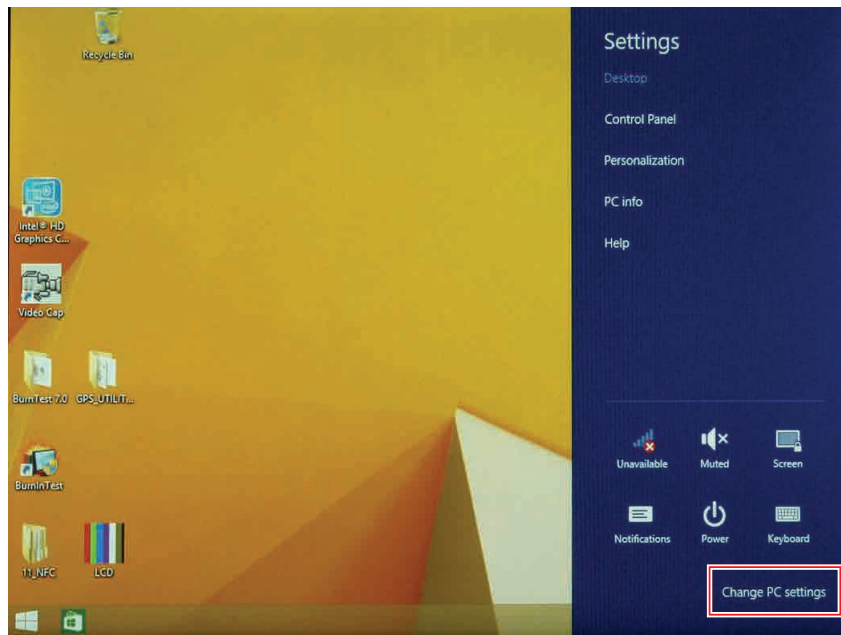 Recycle Bin
Intel® HD
Graphics C...
Video Cap
BurnTest 7.0
GPS_UTILIT...
BurnInTest
11_NFC
LCD
Settings
Desktop
Control Panel
Personalization
PC info
Help
Unavailable
Muted
Screen
Notifications
Power
Keyboard
Change PC settings